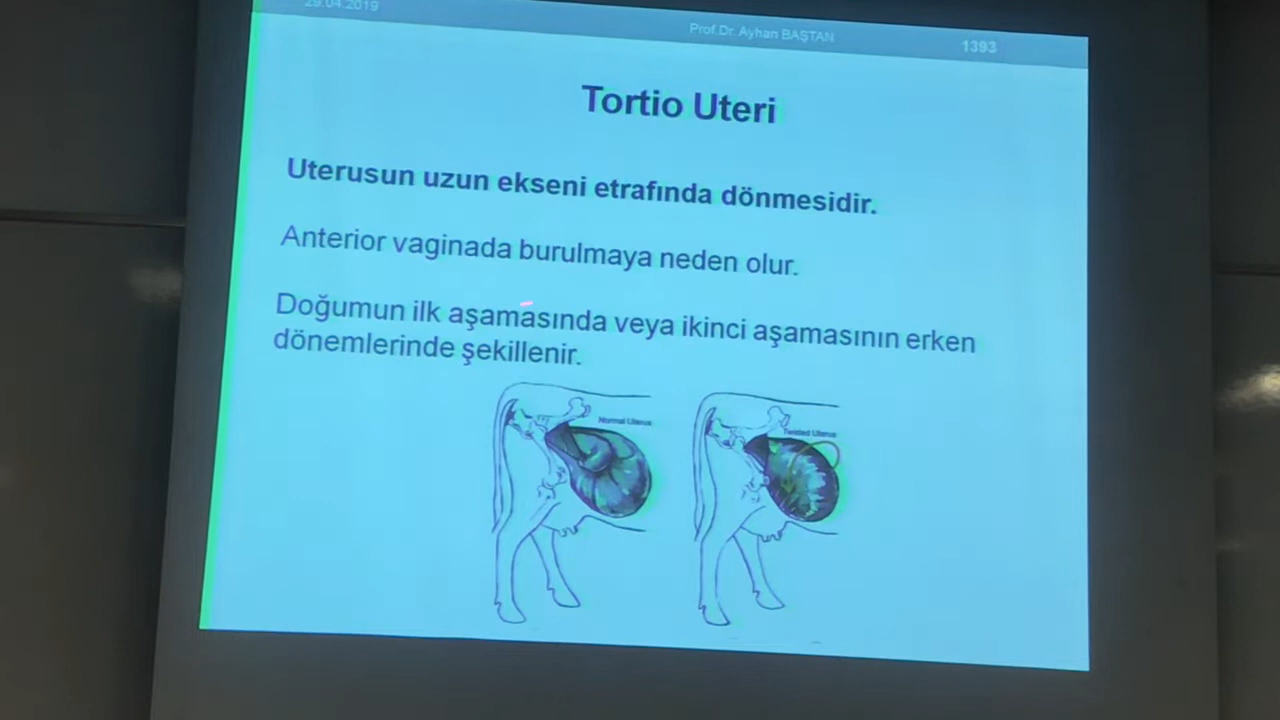 29.04.2019
Prof.Dr. Ayhan BAŞTAN
1393
Tortio Uteri
Uterusun uzun ekseni etrafında dönmesidir.
Anterior vaginada burulmaya neden olur.
Doğumun ilk aşamasında veya ikinci aşamasının erken
dönemlerinde şekillenir.
Normal Uterus
Twisted Uterus